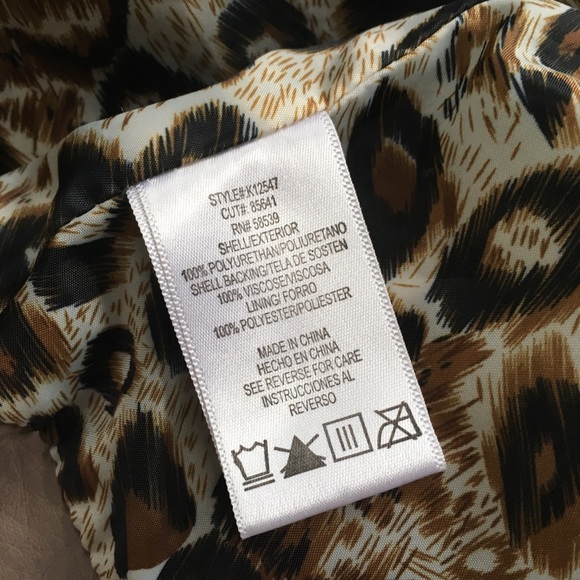 STYLE#:K12547
CUT#: 85641
RN# 58539
SHELL/EXTERIOR
100% POLYURETHAN/POLIURETANO
SHELL BACKING/TELA DE SOSTEN
100% VISCOSE/VISCOSA
LINING/ FORRO
100% POLYESTER/POLIESTER
MADE IN CHINA
HECHO EN CHINA
SEE REVERSE FOR CARE
INSTRUCCIONES AL
REVERSO